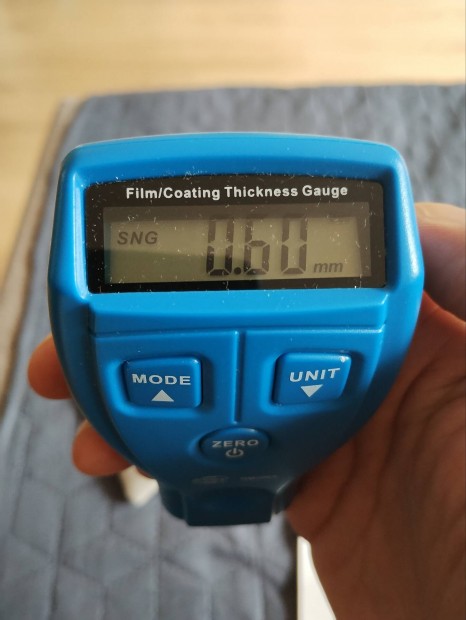 Film/Coating Thickness Gauge
SNG 0.60 mm
MODE UNIT
ZERO